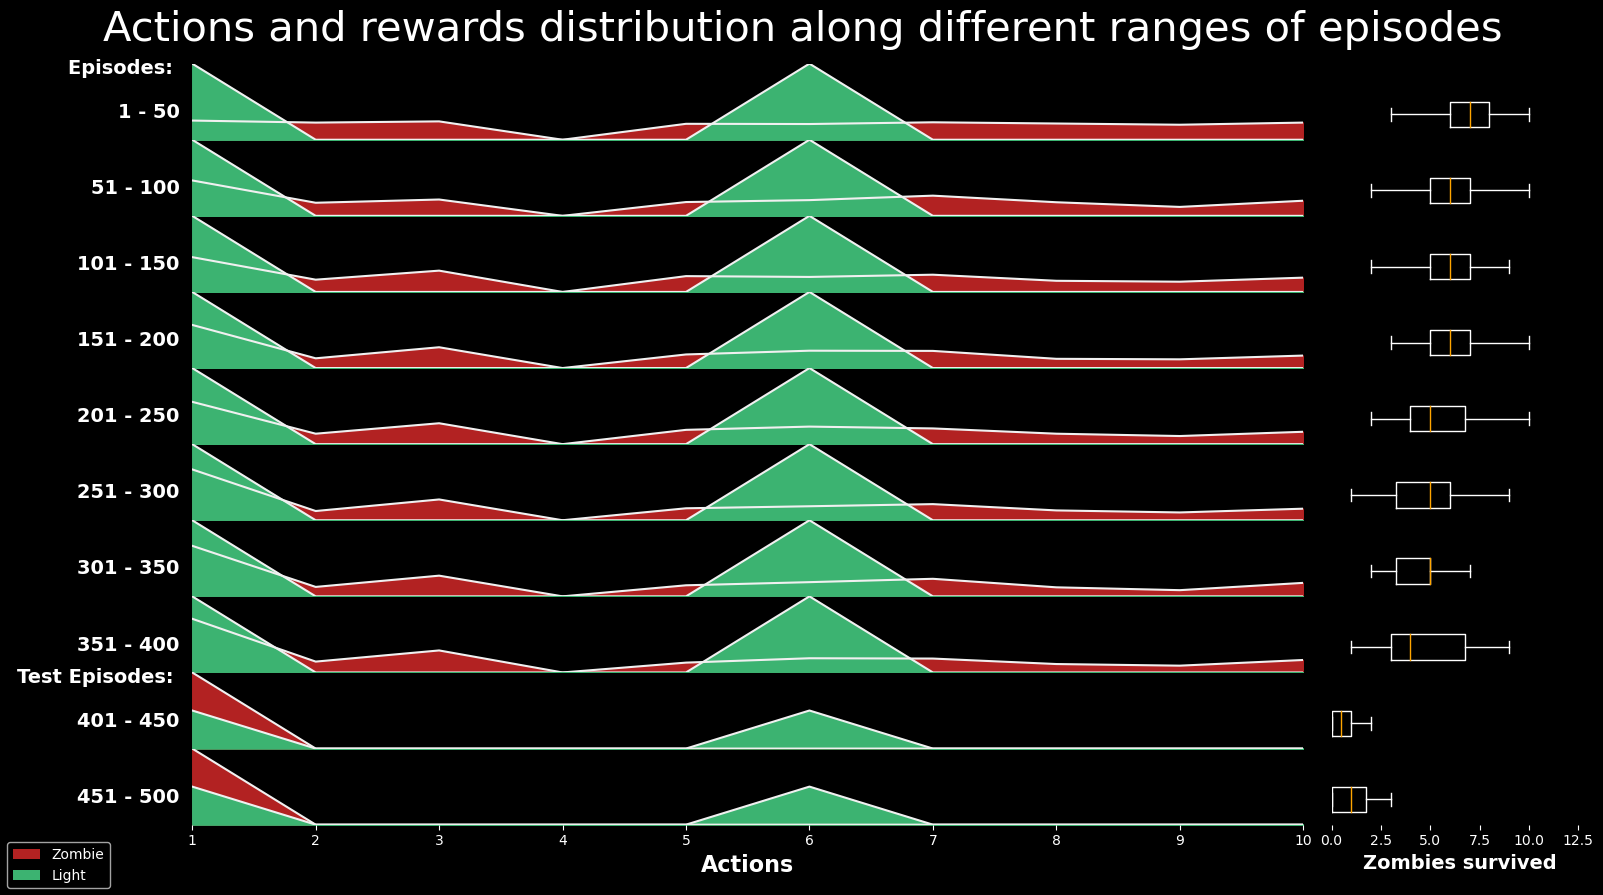 Actions and rewards distribution along different ranges of episodes
Episodes:
1 - 50
51 - 100
101 - 150
151 - 200
201 - 250
251 - 300
301 - 350
351 - 400
Test Episodes:
401 - 450
451 - 500
1 2 3 4 5 6 7 8 9 10
Actions
0.0 2.5 5.0 7.5 10.0 12.5
Zombies survived
Zombie
Light